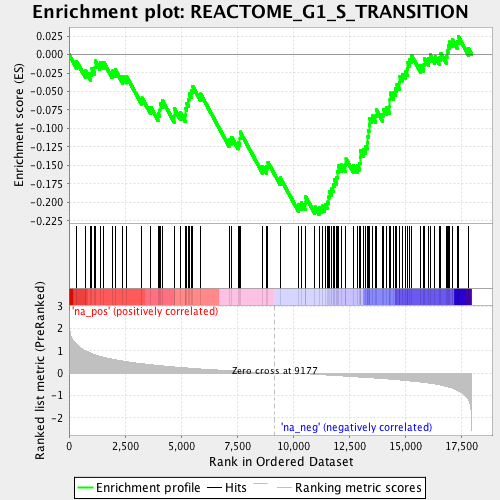 Enrichment plot: REACTOME_G1_S_TRANSITION
Enrichment score (ES)
0.025
0.000
-0.025
-0.050
-0.075
-0.100
-0.125
-0.150
-0.175
-0.200
-0.225
Ranked list metric (PreRanked)
3
2
1
0
-1
-2
'na_pos' (positively correlated)
Zero cross at 9177
'na_neg' (negatively correlated)
0
2,500
5,000
7,500
10,000
12,500
15,000
17,500
Rank in Ordered Dataset
Enrichment profile
Hits
Ranking metric scores